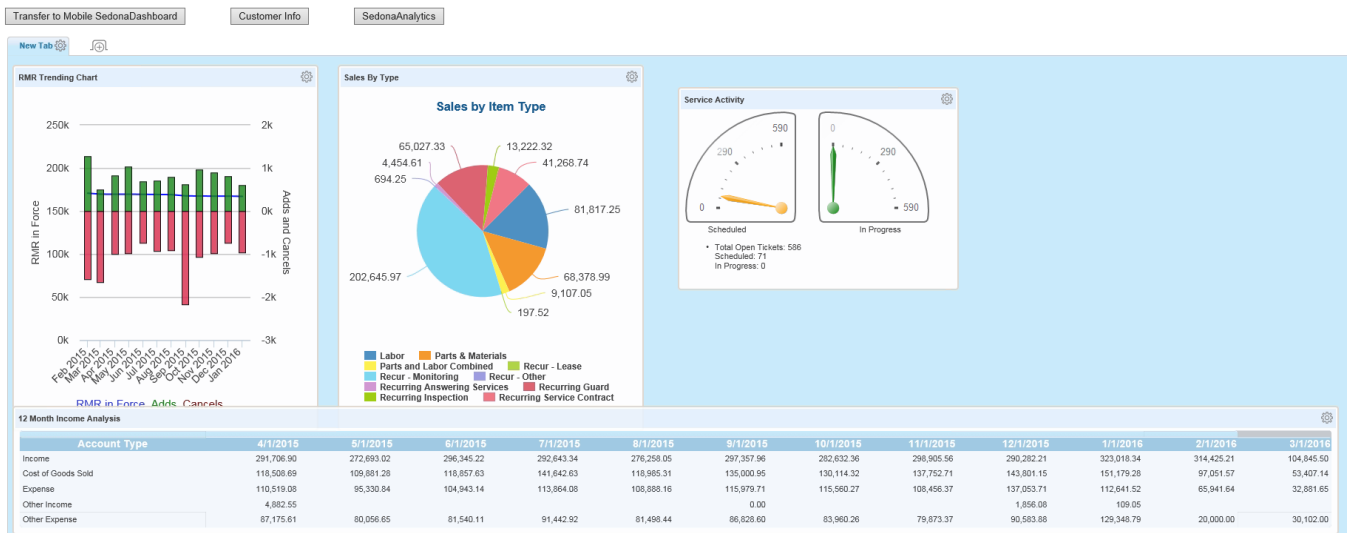 Transfer to Mobile SedonaDashboard Customer Info SedonaAnalytics
New Tab
RMR Trending Chart
250k 2k
200k 1k
150k 0k
100k -1k
50k -2k
0k -3k
RMR in Force
Adds and Cancels
Feb 2015 Mar 2015 Apr 2015 May 2015 Jun 2015 Jul 2015 Aug 2015 Sep 2015 Oct 2015 Nov 2015 Dec 2015 Jan 2016
RMR in Force Adds Cancels
Sales By Type
Sales by Item Type
65,027.33 13,222.32
4,454.61 41,268.74
694.25
81,817.25
202,645.97 68,378.99
9,107.05
197.52
Labor Parts & Materials
Parts and Labor Combined Recur - Lease
Recur - Monitoring Recur - Other
Recurring Answering Services Recurring Guard
Recurring Inspection Recurring Service Contract
Service Activity
590 0
290 290
0 590
Scheduled In Progress
• Total Open Tickets: 586
Scheduled: 71
In Progress: 0
12 Month Income Analysis
Account Type 4/1/2015 5/1/2015 6/1/2015 7/1/2015 8/1/2015 9/1/2015 10/1/2015 11/1/2015 12/1/2015 1/1/2016 2/1/2016 3/1/2016
Income 291,706.90 272,693.02 296,345.22 292,643.34 276,258.05 297,357.96 282,632.36 298,905.56 290,282.21 323,018.34 314,425.21 104,845.50
Cost of Goods Sold 118,508.69 109,881.28 118,857.63 141,642.63 118,985.31 135,000.95 130,114.32 137,752.71 143,801.15 151,179.28 97,051.57 53,407.14
Expense 110,519.08 95,330.84 104,943.14 113,864.08 108,888.16 115,979.71 115,560.27 108,456.37 137,053.71 112,641.52 65,941.64 32,881.65
Other Income 4,882.55 0.00 1,856.08 109.05
Other Expense 87,175.61 80,056.65 81,540.11 91,442.92 81,498.44 86,828.60 83,960.26 79,873.37 90,583.88 129,348.79 20,000.00 30,102.00